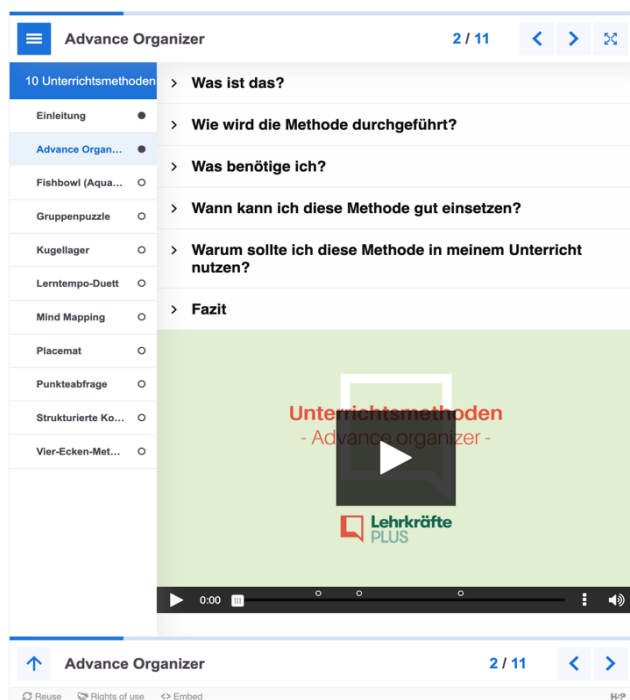 Advance Organizer
2 / 11
10 Unterrichtsmethoden
Einleitung
Advance Organ...
Fishbowl (Aqua...
Gruppenpuzzle
Kugellager
Lerntempo-Duett
Mind Mapping
Placemat
Punkteabfrage
Strukturierte Ko...
Vier-Ecken-Met...
Was ist das?
Wie wird die Methode durchgeführt?
Was benötige ich?
Wann kann ich diese Methode gut einsetzen?
Warum sollte ich diese Methode in meinem Unterricht
nutzen?
Fazit
Unterrichtsmethoden
- Advance organizer -
Lehrkräfte
PLUS
0:00
Advance Organizer
2 / 11
Reuse
Rights of use
<> Embed
H-P